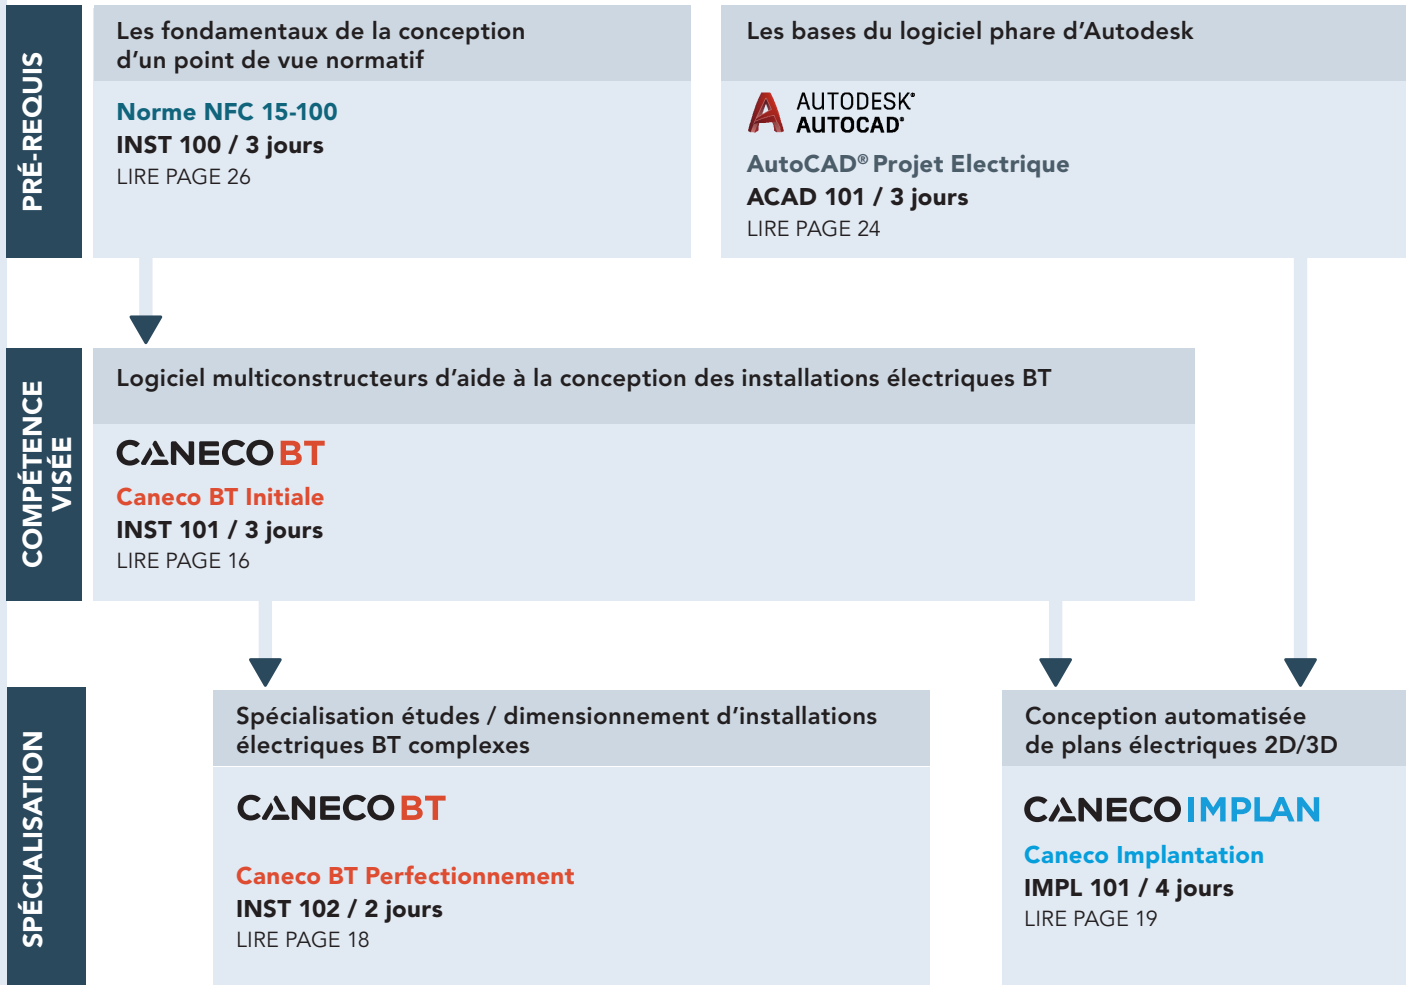 PRÉ-REQUIS
Les fondamentaux de la conception
d’un point de vue normatif
Norme NFC 15-100
INST 100 / 3 jours
LIRE PAGE 26
Les bases du logiciel phare d’Autodesk
AUTODESK®
AUTOCAD®
AutoCAD® Projet Electrique
ACAD 101 / 3 jours
LIRE PAGE 24
COMPÉTENCE
VISÉE
Logiciel multiconstructeurs d’aide à la conception des installations électriques BT
CANECO BT
Caneco BT Initiale
INST 101 / 3 jours
LIRE PAGE 16
SPÉCIALISATION
Spécialisation études / dimensionnement d’installations
électriques BT complexes
CANECO BT
Caneco BT Perfectionnement
INST 102 / 2 jours
LIRE PAGE 18
Conception automatisée
de plans électriques 2D/3D
CANECO IMPLAN
Caneco Implantation
IMPL 101 / 4 jours
LIRE PAGE 19